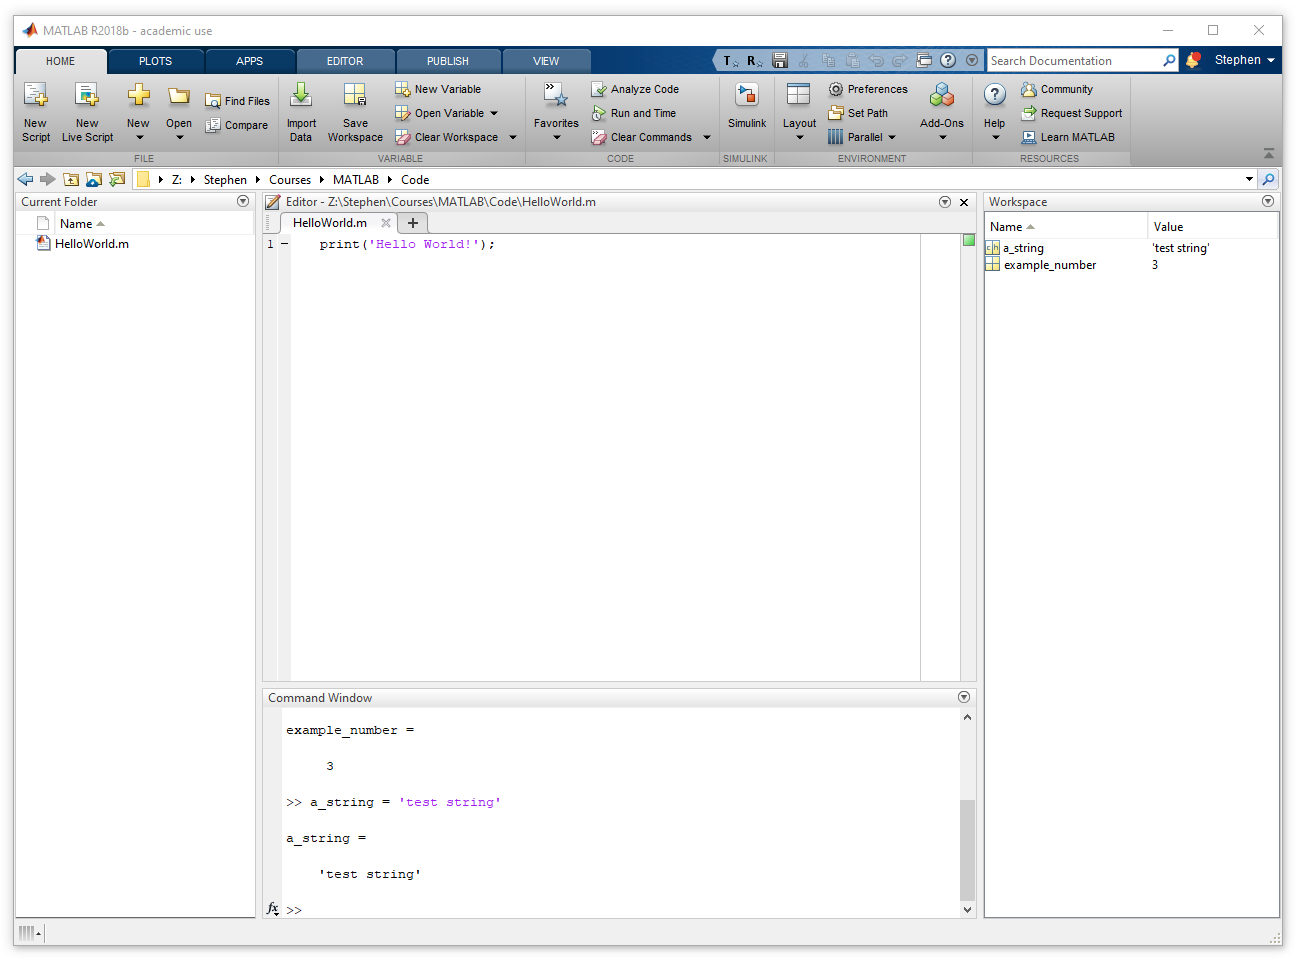 MATLAB R2018b - academic use
HOME PLOTS APPS EDITOR PUBLISH VIEW Search Documentation Stephen
New Script
New Live Script
New
Open
Find Files
Compare
FILE
Import Data
Save Workspace
New Variable
Open Variable
Clear Workspace
VARIABLE
Favorites
Analyze Code
Run and Time
Clear Commands
CODE
Simulink
SIMULINK
Layout
Preferences
Set Path
Parallel
Add-Ons
ENVIRONMENT
Help
Community
Request Support
Learn MATLAB
RESOURCES
Z: Stephen Courses MATLAB Code
Current Folder
Name
HelloWorld.m
Editor - Z:\Stephen\Courses\MATLAB\Code\HelloWorld.m
HelloWorld.m
1 – print('Hello World!');
Command Window
example_number =
3
>> a_string = 'test string'
a_string =
'test string'
fx >>
Workspace
Name Value
a_string 'test string'
example_number 3